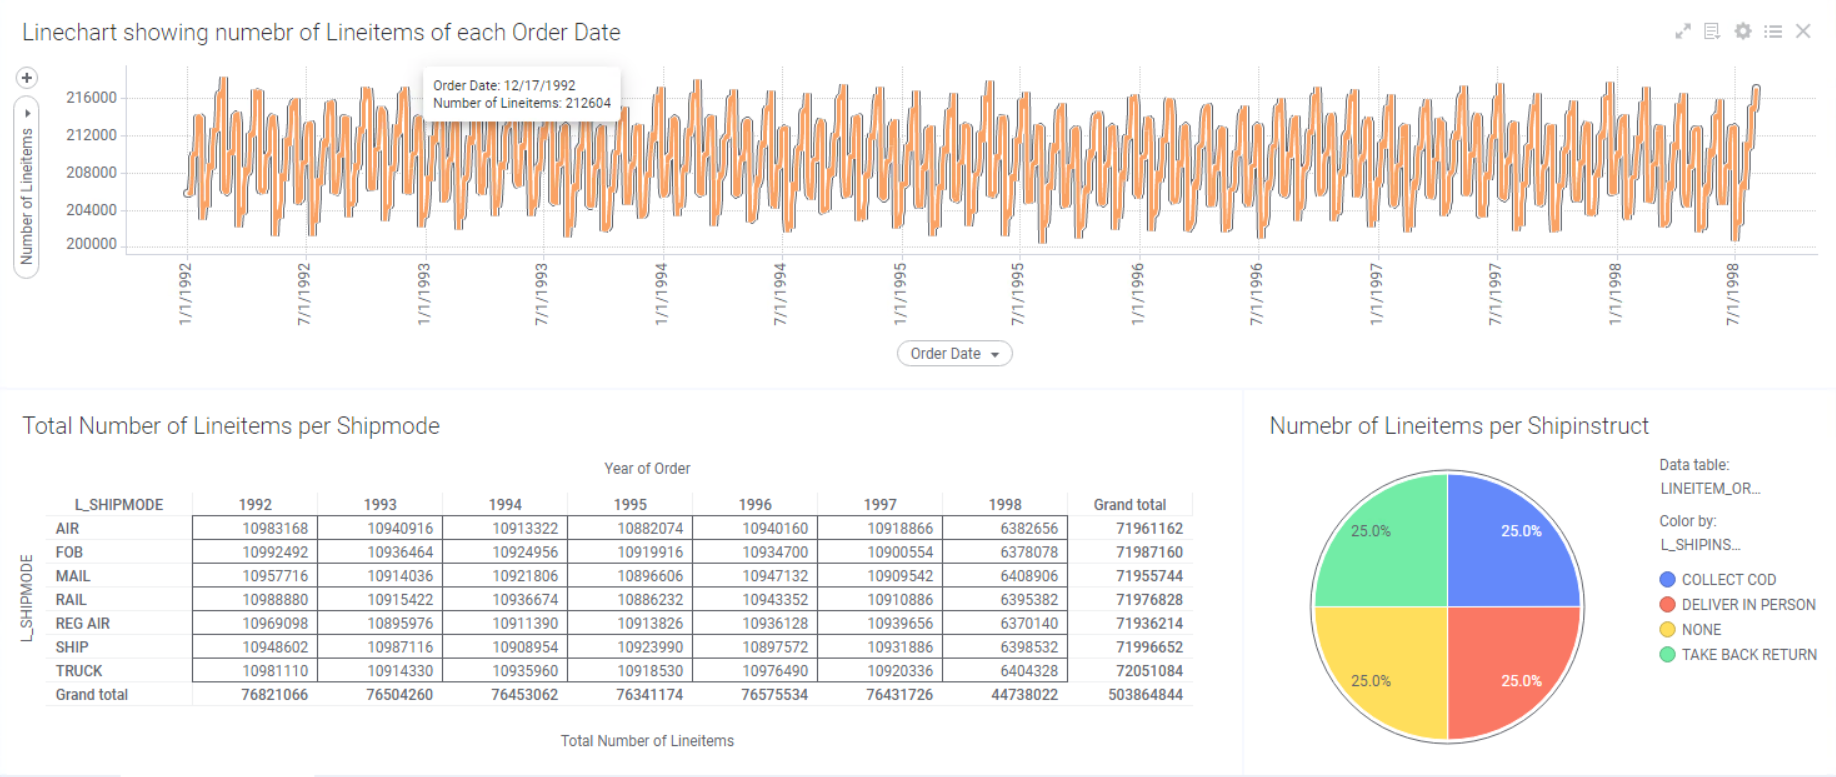 Linechart showing numebr of Lineitems of each Order Date
Order Date: 12/17/1992
Number of Lineitems: 212604
Number of Lineitems
216000
212000
208000
204000
200000
1/1/1992
7/1/1992
1/1/1993
7/1/1993
1/1/1994
7/1/1994
1/1/1995
7/1/1995
1/1/1996
7/1/1996
1/1/1997
7/1/1997
1/1/1998
7/1/1998
Order Date
Total Number of Lineitems per Shipmode
Year of Order
L_SHIPMODE
L_SHIPMODE 1992 1993 1994 1995 1996 1997 1998 Grand total
AIR 10983168 10940916 10913322 10882074 10940160 10918866 6382656 71961162
FOB 10992492 10936464 10924956 10919916 10934700 10900554 6378078 71987160
MAIL 10957716 10914036 10921806 10896606 10947132 10909542 6408906 71955744
RAIL 10988880 10915422 10936674 10886232 10943352 10910886 6395382 71976828
REG AIR 10969098 10895976 10911390 10913826 10936128 10939656 6370140 71936214
SHIP 10948602 10987116 10908954 10923990 10897572 10931886 6398532 71996652
TRUCK 10981110 10914330 10935960 10918530 10976490 10920336 6404328 72051084
Grand total 76821066 76504260 76453062 76341174 76575534 76431726 44738022 503864844
Total Number of Lineitems
Numebr of Lineitems per Shipinstruct
25.0%
25.0%
25.0%
25.0%
Data table:
LINEITEM_OR...
Color by:
L_SHIPINS...
COLLECT COD
DELIVER IN PERSON
NONE
TAKE BACK RETURN